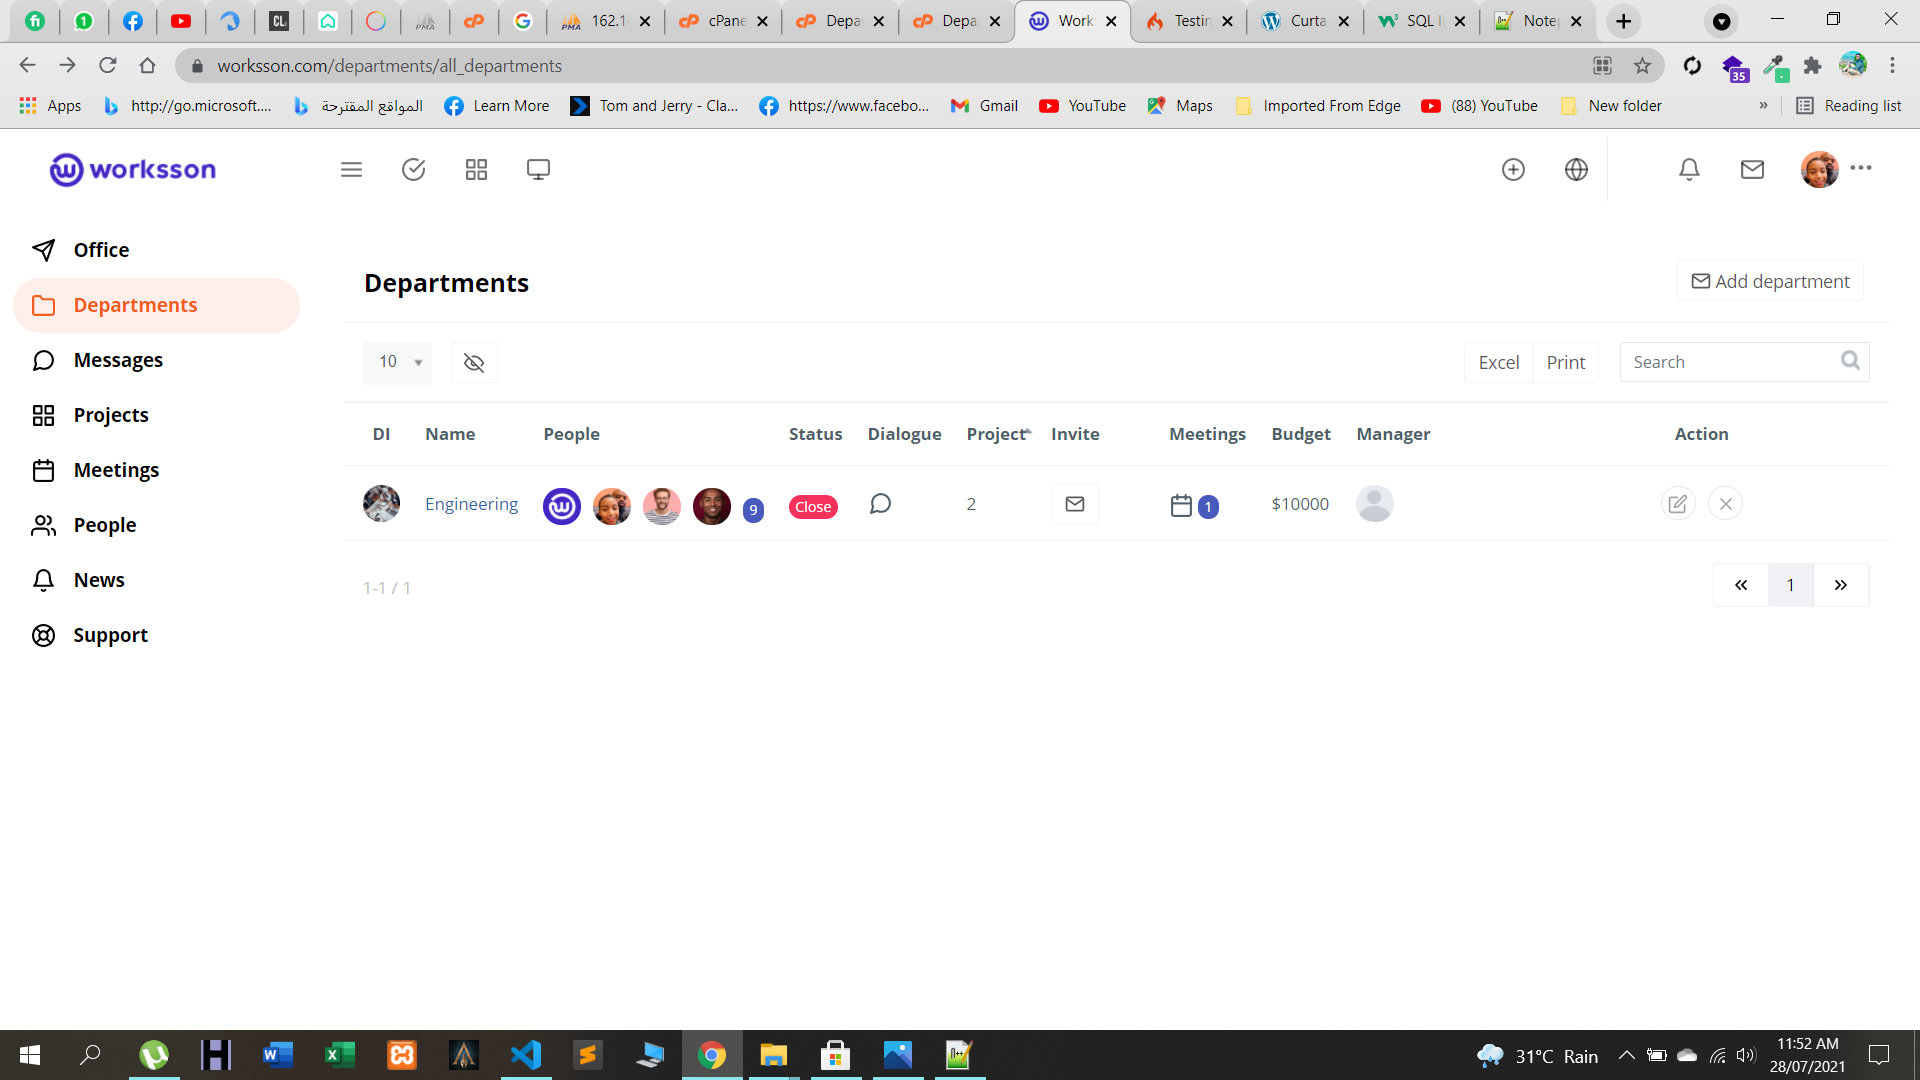 162.1
cPane
Depa
Depa
Work
Testin
Curta
SQL I
Note
worksson.com/departments/all_departments
35
Apps
http://go.microsoft....
المواقع المقترحة
Learn More
Tom and Jerry - Cla...
https://www.facebo...
Gmail
YouTube
Maps
Imported From Edge
(88) YouTube
New folder
»
Reading list
worksson
Office
Departments
Messages
Projects
Meetings
People
News
Support
Departments
Add department
10
Excel
Print
Search
DI Name People Status Dialogue Project Invite Meetings Budget Manager Action
Engineering 9 Close 2 1 $10000
1-1 / 1
« 1 »
31°C Rain
11:52 AM
28/07/2021